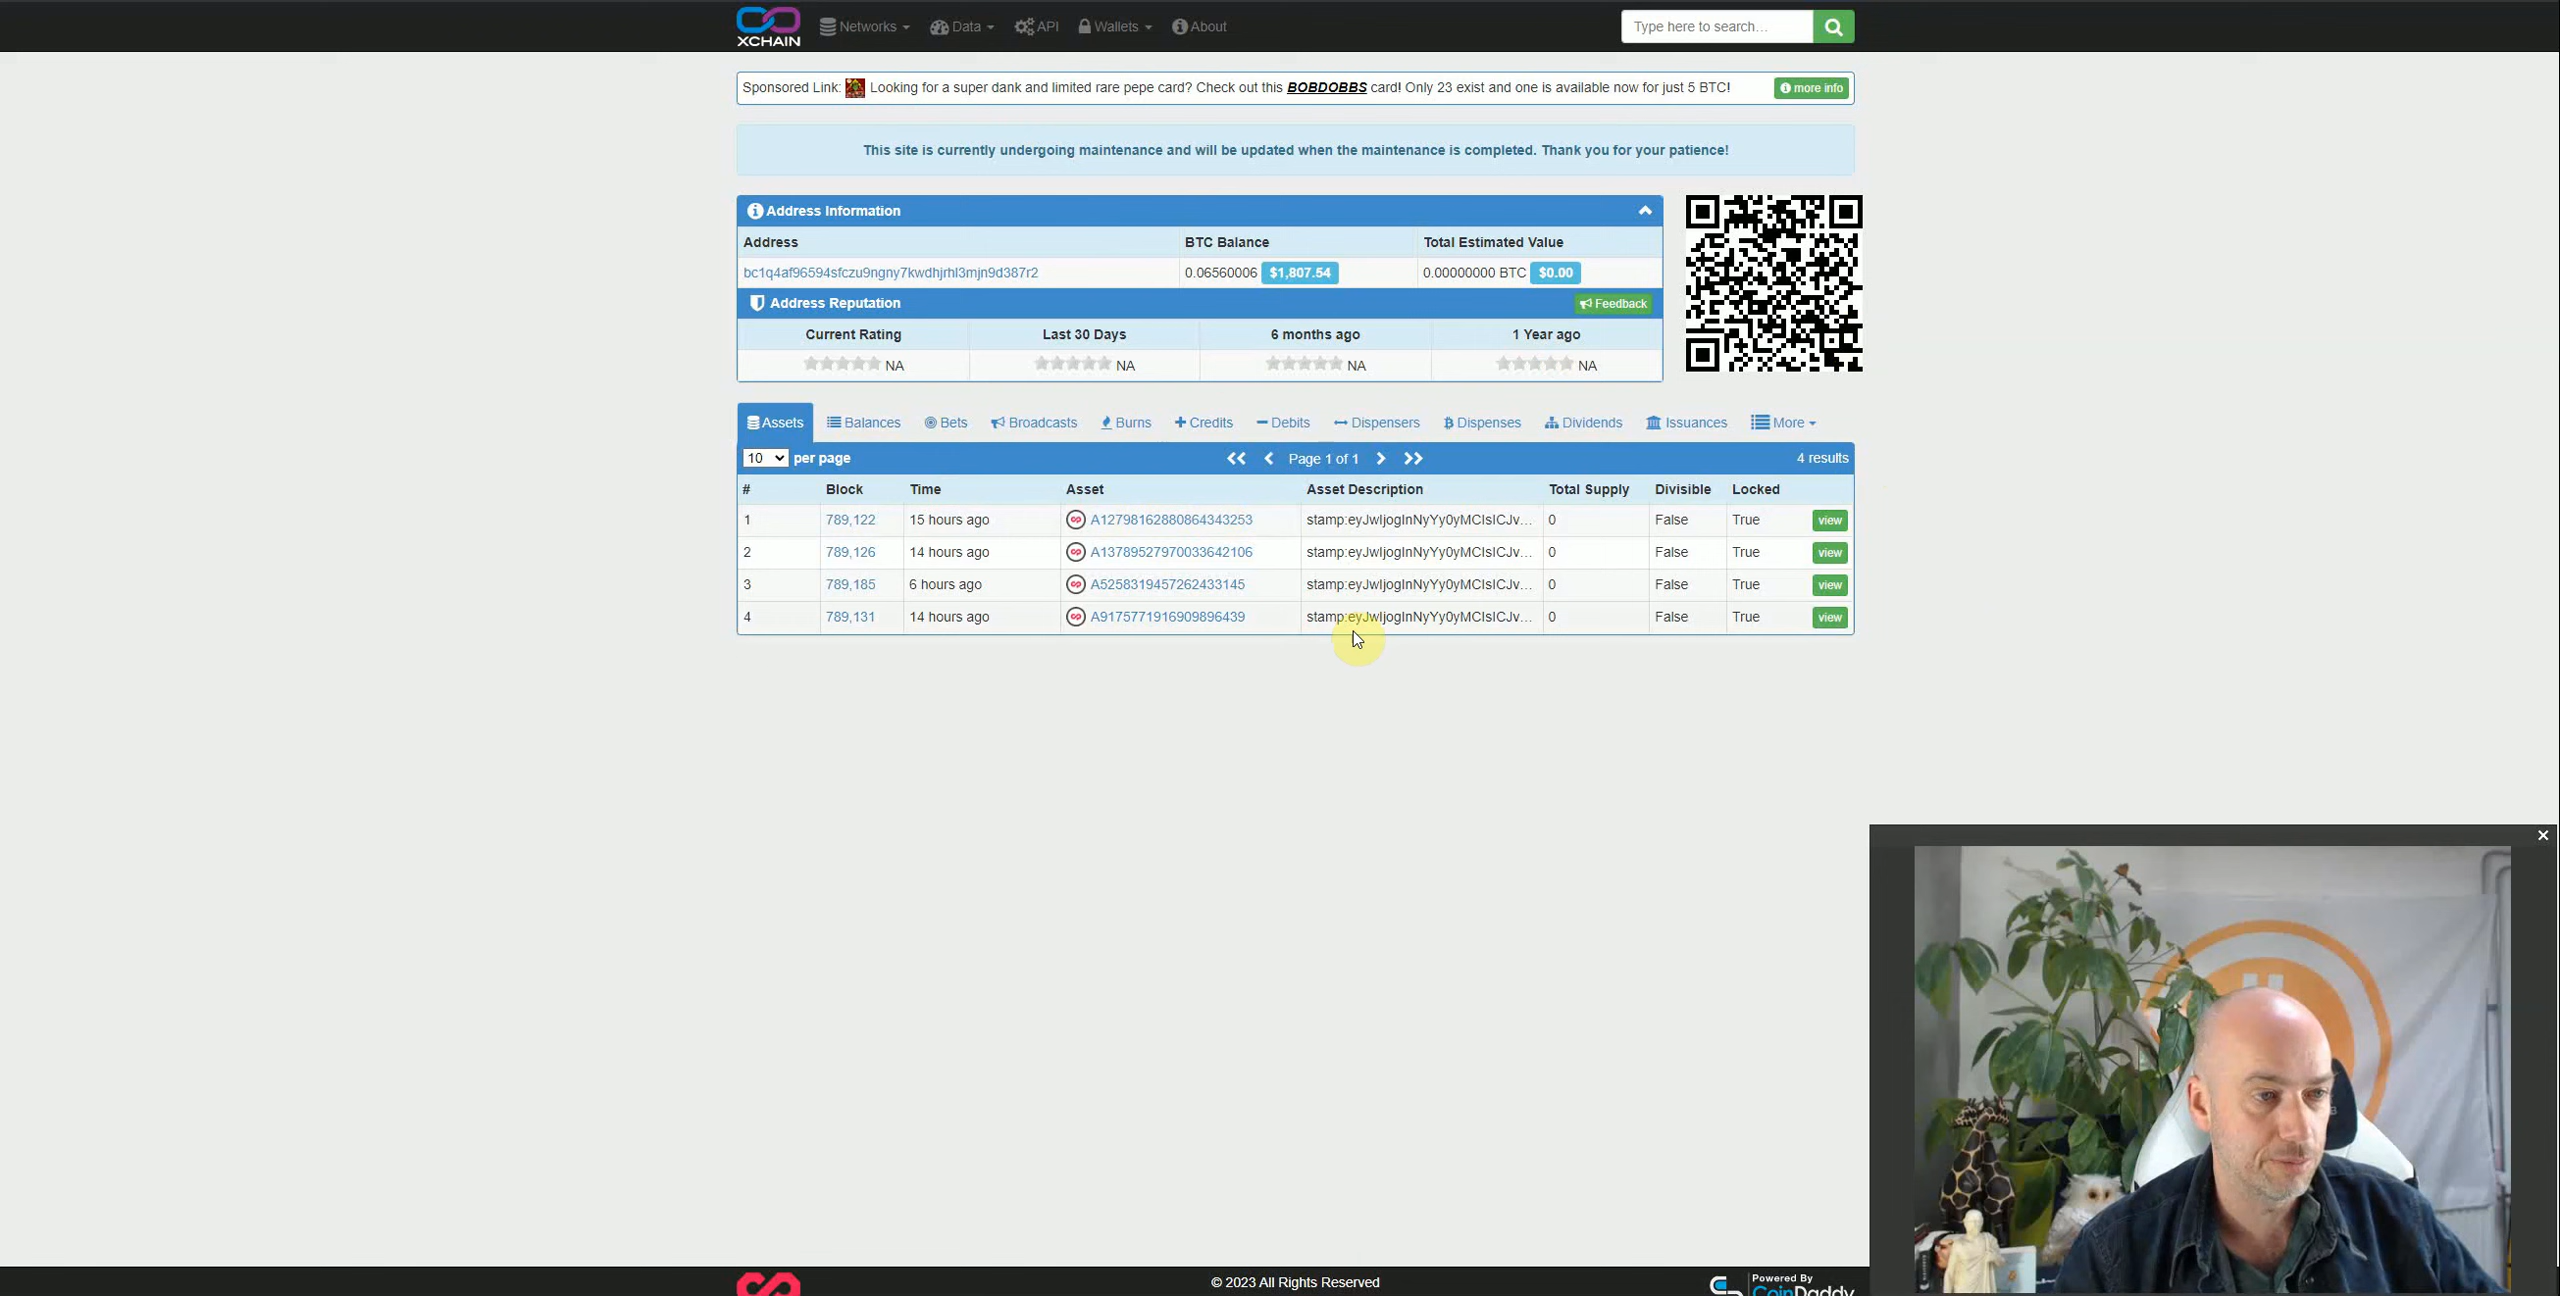 XCHAIN Networks Data API Wallets About Type here to search...
Sponsored Link: Looking for a super dank and limited rare pepe card? Check out this BOBDOBBS card! Only 23 exist and one is available now for just 5 BTC! more info
This site is currently undergoing maintenance and will be updated when the maintenance is completed. Thank you for your patience!
Address Information
Address BTC Balance Total Estimated Value
bc1q4af96594sfczu9ngny7kwdhjrhl3mjn9d387r2 0.06560006 $1,807.54 0.00000000 BTC $0.00
Address Reputation Feedback
Current Rating Last 30 Days 6 months ago 1 Year ago
NA NA NA NA
Assets Balances Bets Broadcasts Burns Credits Debits Dispensers Dispenses Dividends Issuances More
10 per page Page 1 of 1 4 results
# Block Time Asset Asset Description Total Supply Divisible Locked
1 789,122 15 hours ago A12798162880864343253 stamp:eyJwIjogInNyYy0yMCIsICJv... 0 False True view
2 789,126 14 hours ago A13789527970033642106 stamp:eyJwIjogInNyYy0yMCIsICJv... 0 False True view
3 789,185 6 hours ago A5258319457262433145 stamp:eyJwIjogInNyYy0yMCIsICJv... 0 False True view
4 789,131 14 hours ago A9175771916909896439 stamp:eyJwIjogInNyYy0yMCIsICJv... 0 False True view
© 2023 All Rights Reserved
Powered By
CoinDaddy